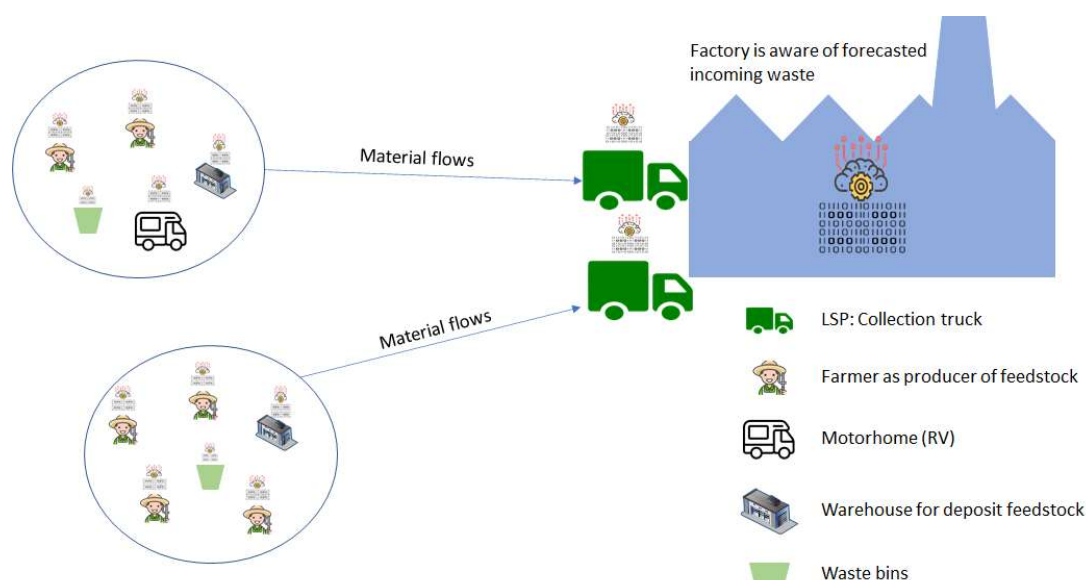 Factory is aware of forecasted
incoming waste
Material flows
Material flows
LSP: Collection truck
Farmer as producer of feedstock
Motorhome (RV)
Warehouse for deposit feedstock
Waste bins